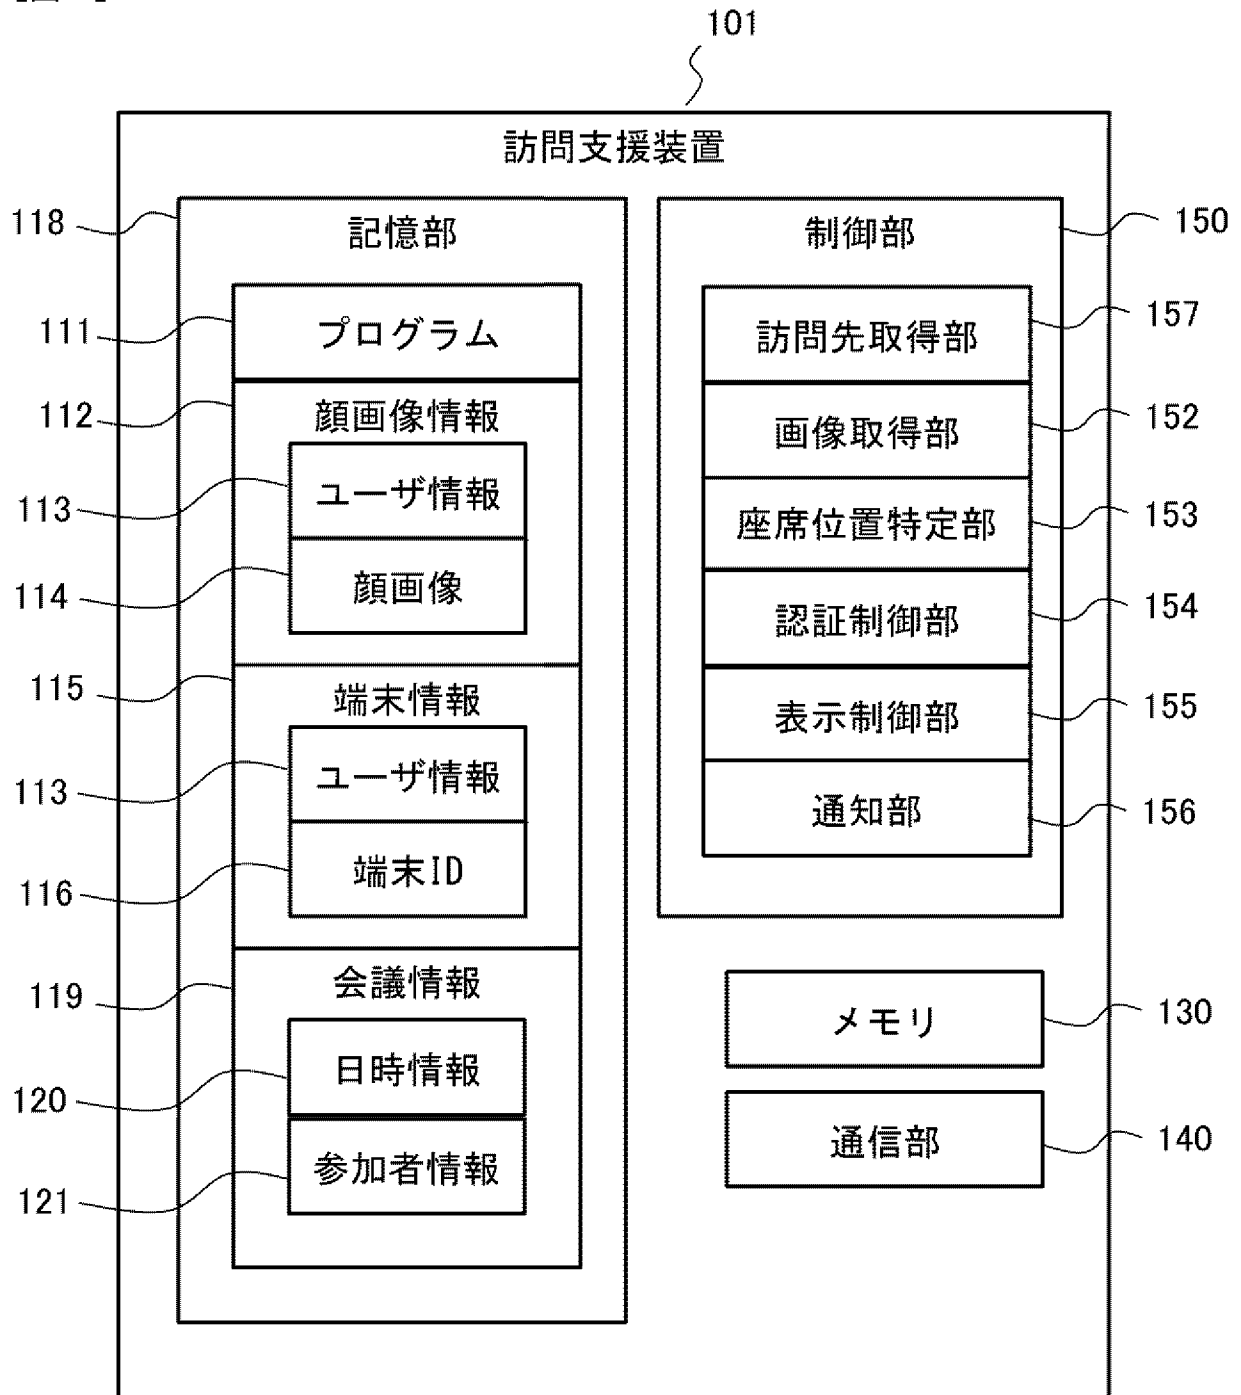 101
訪問支援装置
118
記憶部
111
プログラム
112
顔画像情報
113
ユーザ情報
114
顔画像
115
端末情報
113
ユーザ情報
116
端末ID
119
会議情報
120
日時情報
121
参加者情報
制御部
150
訪問先取得部
157
画像取得部
152
座席位置特定部
153
認証制御部
154
表示制御部
155
通知部
156
メモリ
130
通信部
140